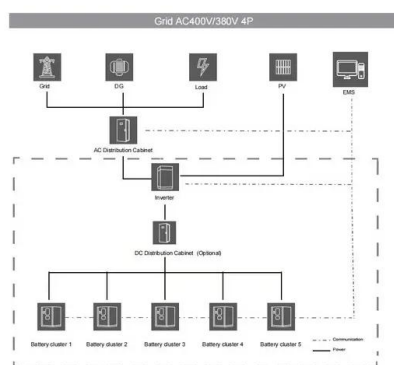 Grid AC400V/380V 4P
Grid
DG
Load
PV
EMS
AC Distribution Cabinet
Inverter
DC Distribution Cabinet (Optional)
Battery cluster 1
Battery cluster 2
Battery cluster 3
Battery cluster 4
Battery cluster 5
Communication
Power